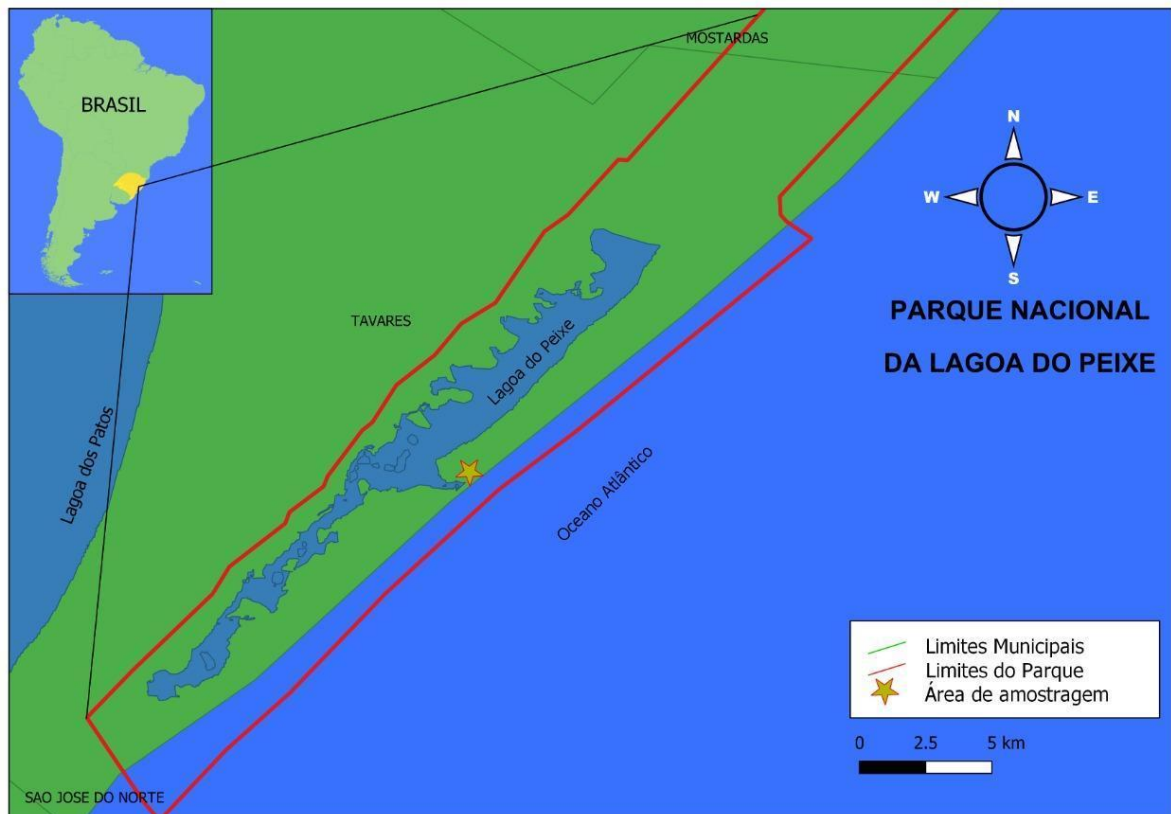 BRASIL
MOSTARDAS
N
W
E
S
PARQUE NACIONAL
DA LAGOA DO PEIXE
TAVARES
Lagoa do Peixe
Lagoa dos Patos
Oceano Atlântico
Limites Municipais
Limites do Parque
Área de amostragem
0 2.5 5 km
SAO JOSE DO NORTE